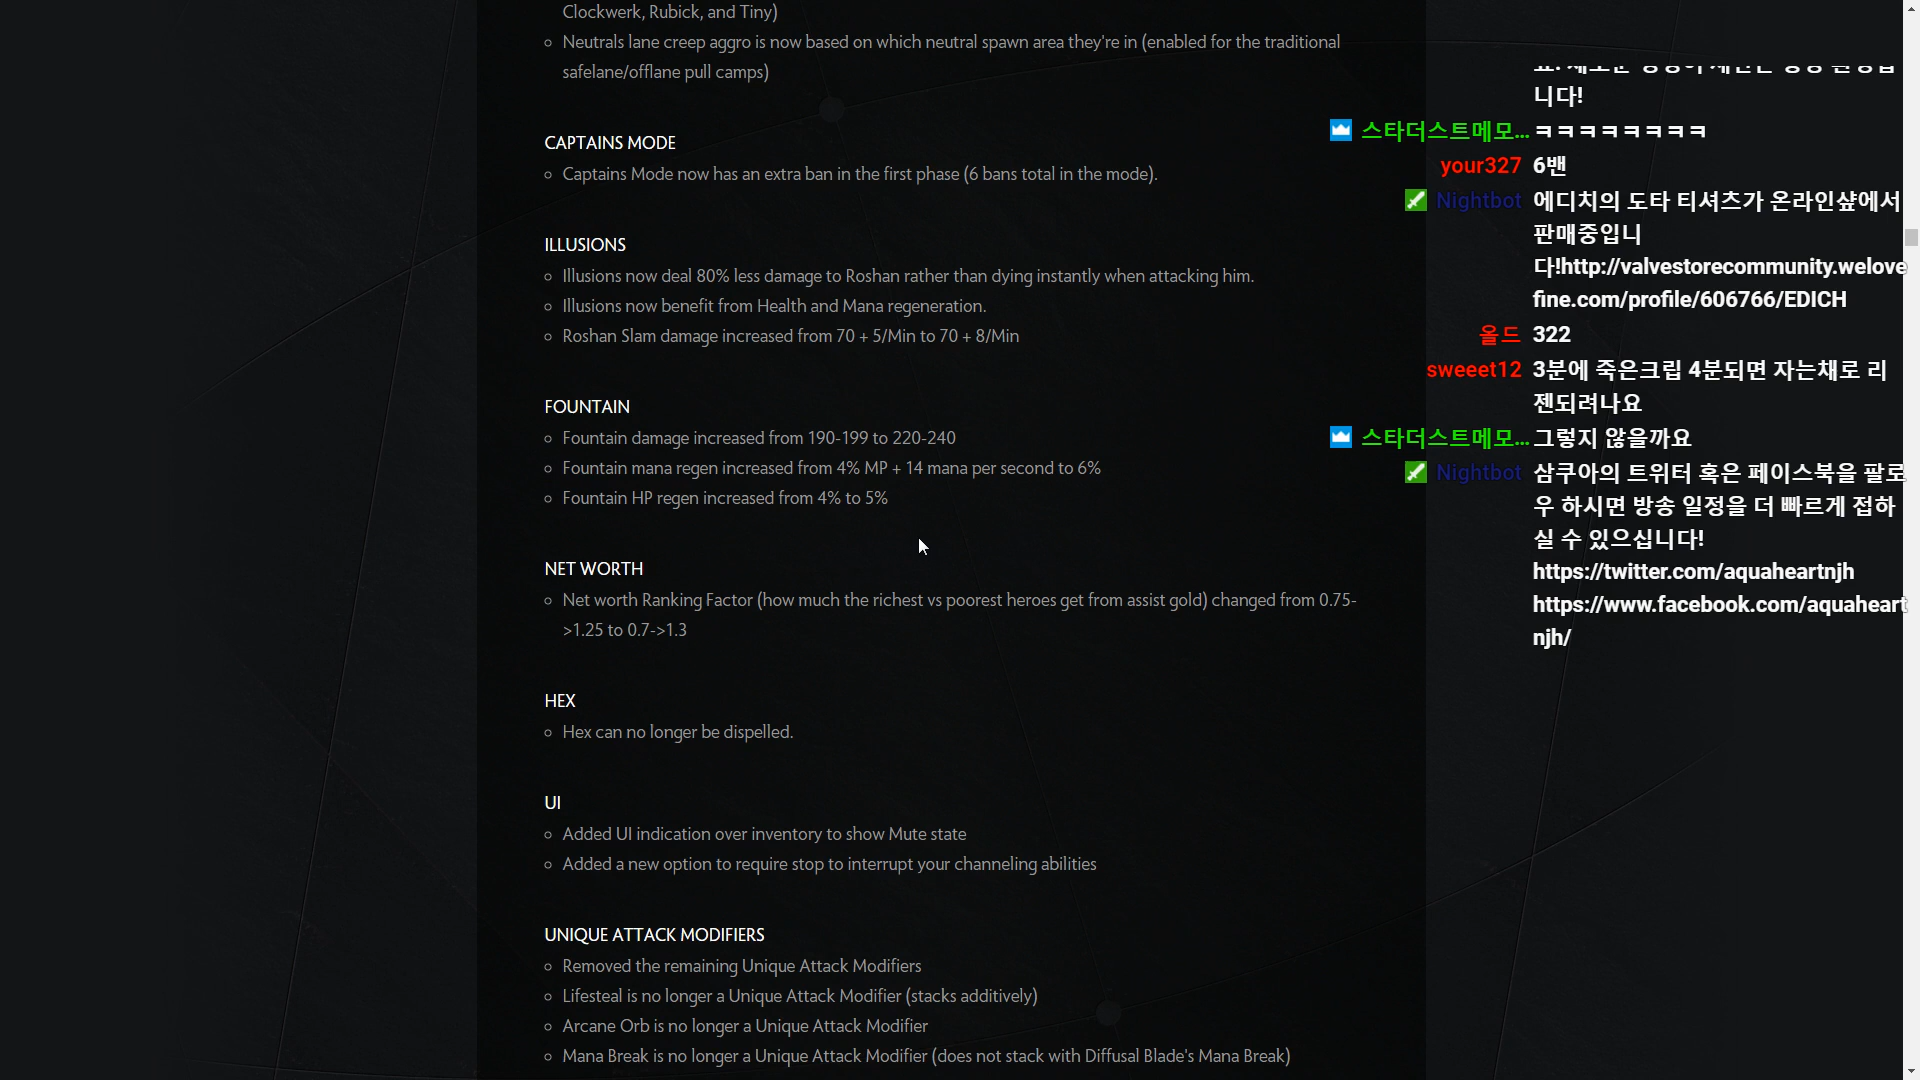 Clockwerk, Rubick, and Tiny)
Neutrals lane creep aggro is now based on which neutral spawn area they're in (enabled for the traditional
safelane/offlane pull camps)
CAPTAINS MODE
Captains Mode now has an extra ban in the first phase (6 bans total in the mode).
ILLUSIONS
Illusions now deal 80% less damage to Roshan rather than dying instantly when attacking him.
Illusions now benefit from Health and Mana regeneration.
Roshan Slam damage increased from 70 + 5/Min to 70 + 8/Min
FOUNTAIN
Fountain damage increased from 190-199 to 220-240
Fountain mana regen increased from 4% MP + 14 mana per second to 6%
Fountain HP regen increased from 4% to 5%
NET WORTH
Net worth Ranking Factor (how much the richest vs poorest heroes get from assist gold) changed from 0.75-
>1.25 to 0.7->1.3
HEX
Hex can no longer be dispelled.
UI
Added UI indication over inventory to show Mute state
Added a new option to require stop to interrupt your channeling abilities
UNIQUE ATTACK MODIFIERS
Removed the remaining Unique Attack Modifiers
Lifesteal is no longer a Unique Attack Modifier (stacks additively)
Arcane Orb is no longer a Unique Attack Modifier
Mana Break is no longer a Unique Attack Modifier (does not stack with Diffusal Blade's Mana Break)
니다!
스타더스트메모... ㅋㅋㅋㅋㅋㅋㅋㅋ
your327 6밴
Nightbot 에디치의 도타 티셔츠가 온라인샾에서
판매중입니
다!http://valvestorecommunity.welove
fine.com/profile/606766/EDICH
올드 322
sweeet12 3분에 죽은크립 4분되면 자는채로 리
젠되려나요
스타더스트메모... 그렇지 않을까요
Nightbot 삼쿠아의 트위터 혹은 페이스북을 팔로
우 하시면 방송 일정을 더 빠르게 접하
실 수 있으십니다!
https://twitter.com/aquaheartnjh
https://www.facebook.com/aquaheart
njh/